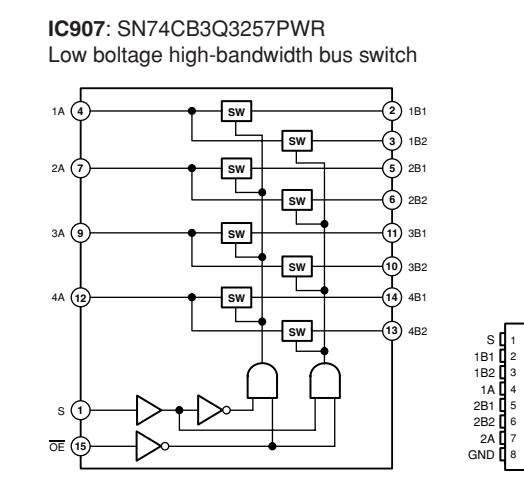 IC907: SN74CB3Q3257PWR
Low boltage high-bandwidth bus switch
1A 4 SW 2 1B1
SW 3 1B2
2A 7 SW 5 2B1
SW 6 2B2
3A 9 SW 11 3B1
SW 10 3B2
4A 12 SW 14 4B1
SW 13 4B2
S 1
OE 15
S 1
1B1 2
1B2 3
1A 4
2B1 5
2B2 6
2A 7
GND 8